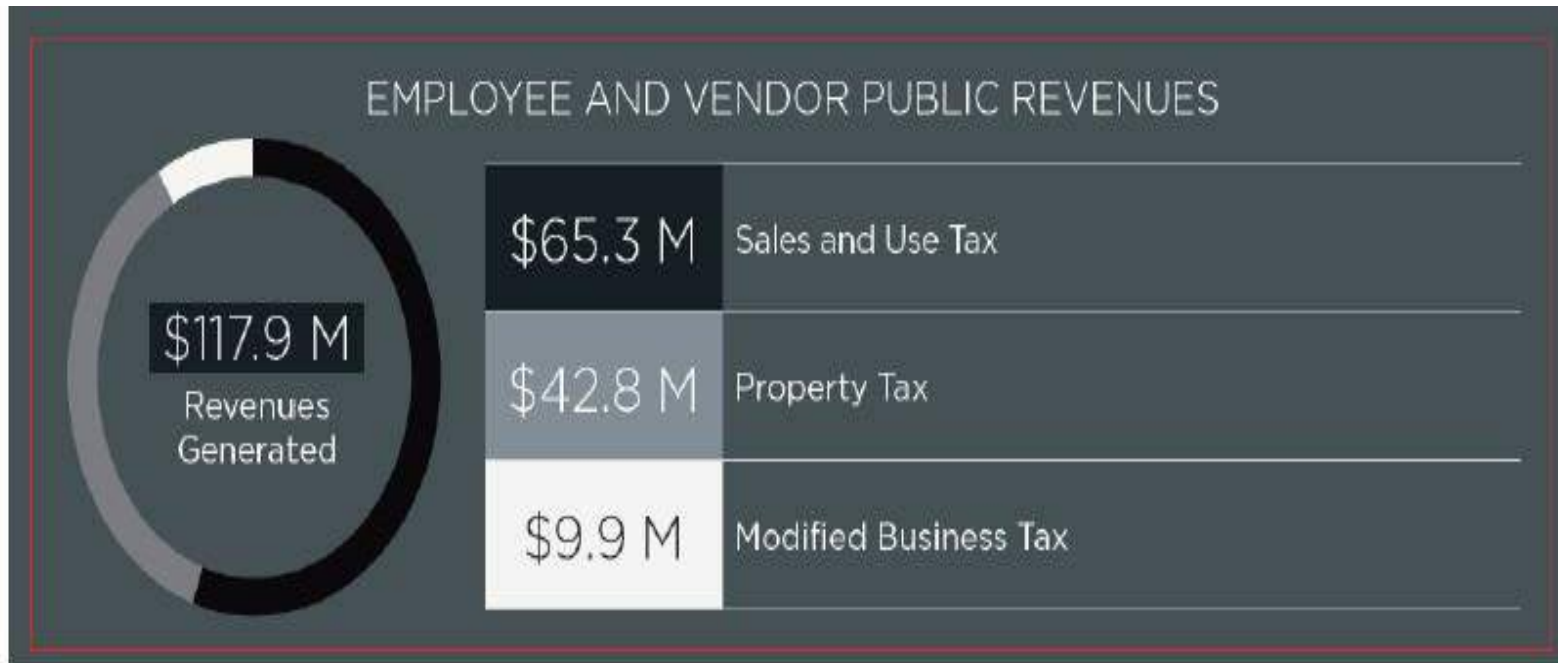 EMPLOYEE AND VENDOR PUBLIC REVENUES
$117.9 M
Revenues
Generated
$65.3 M Sales and Use Tax
$42.8 M Property Tax
$9.9 M Modified Business Tax